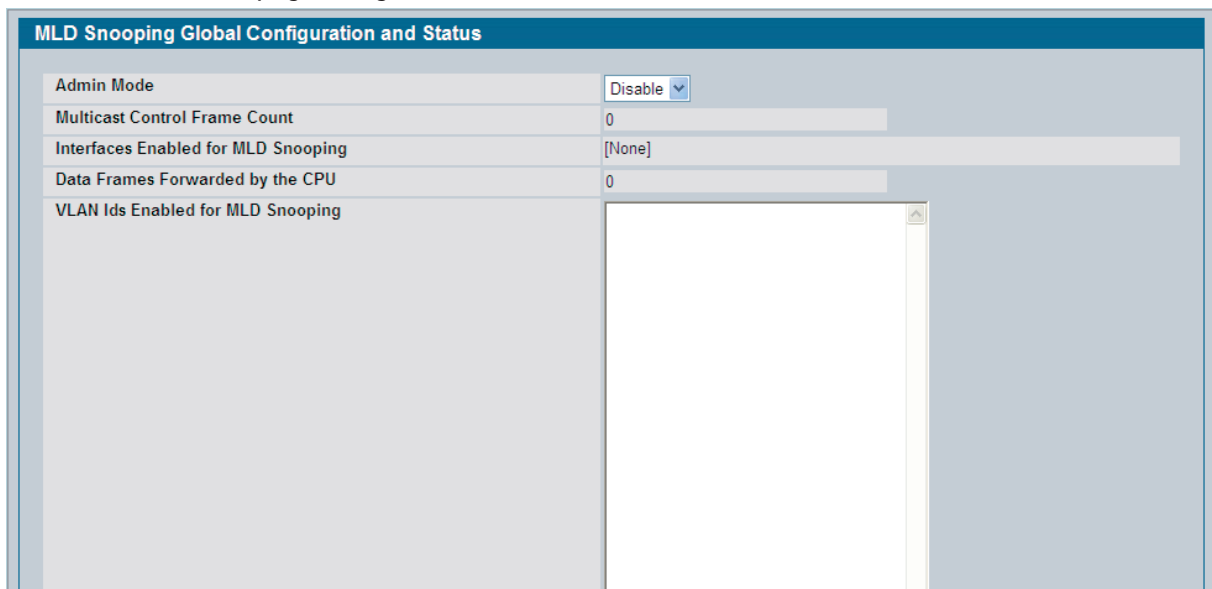 MLD Snooping Global Configuration and Status
Admin Mode Disable
Multicast Control Frame Count 0
Interfaces Enabled for MLD Snooping [None]
Data Frames Forwarded by the CPU 0
VLAN Ids Enabled for MLD Snooping